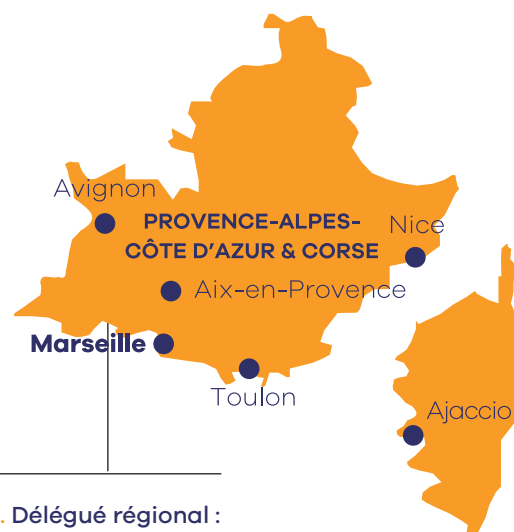 Avignon
PROVENCE-ALPES-
CÔTE D’AZUR & CORSE
Nice
Aix-en-Provence
Marseille
Toulon
Ajaccio
. Délégué régional :